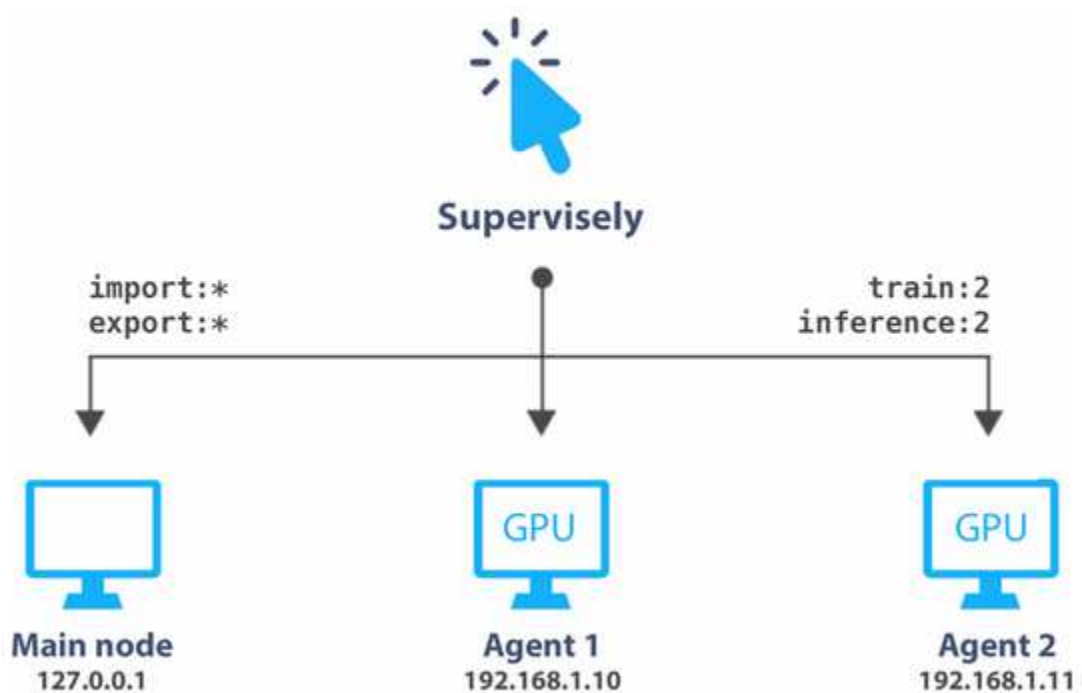 Supervisely
import:*
export:*
train:2
inference:2
GPU
GPU
Main node
127.0.0.1
Agent 1
192.168.1.10
Agent 2
192.168.1.11